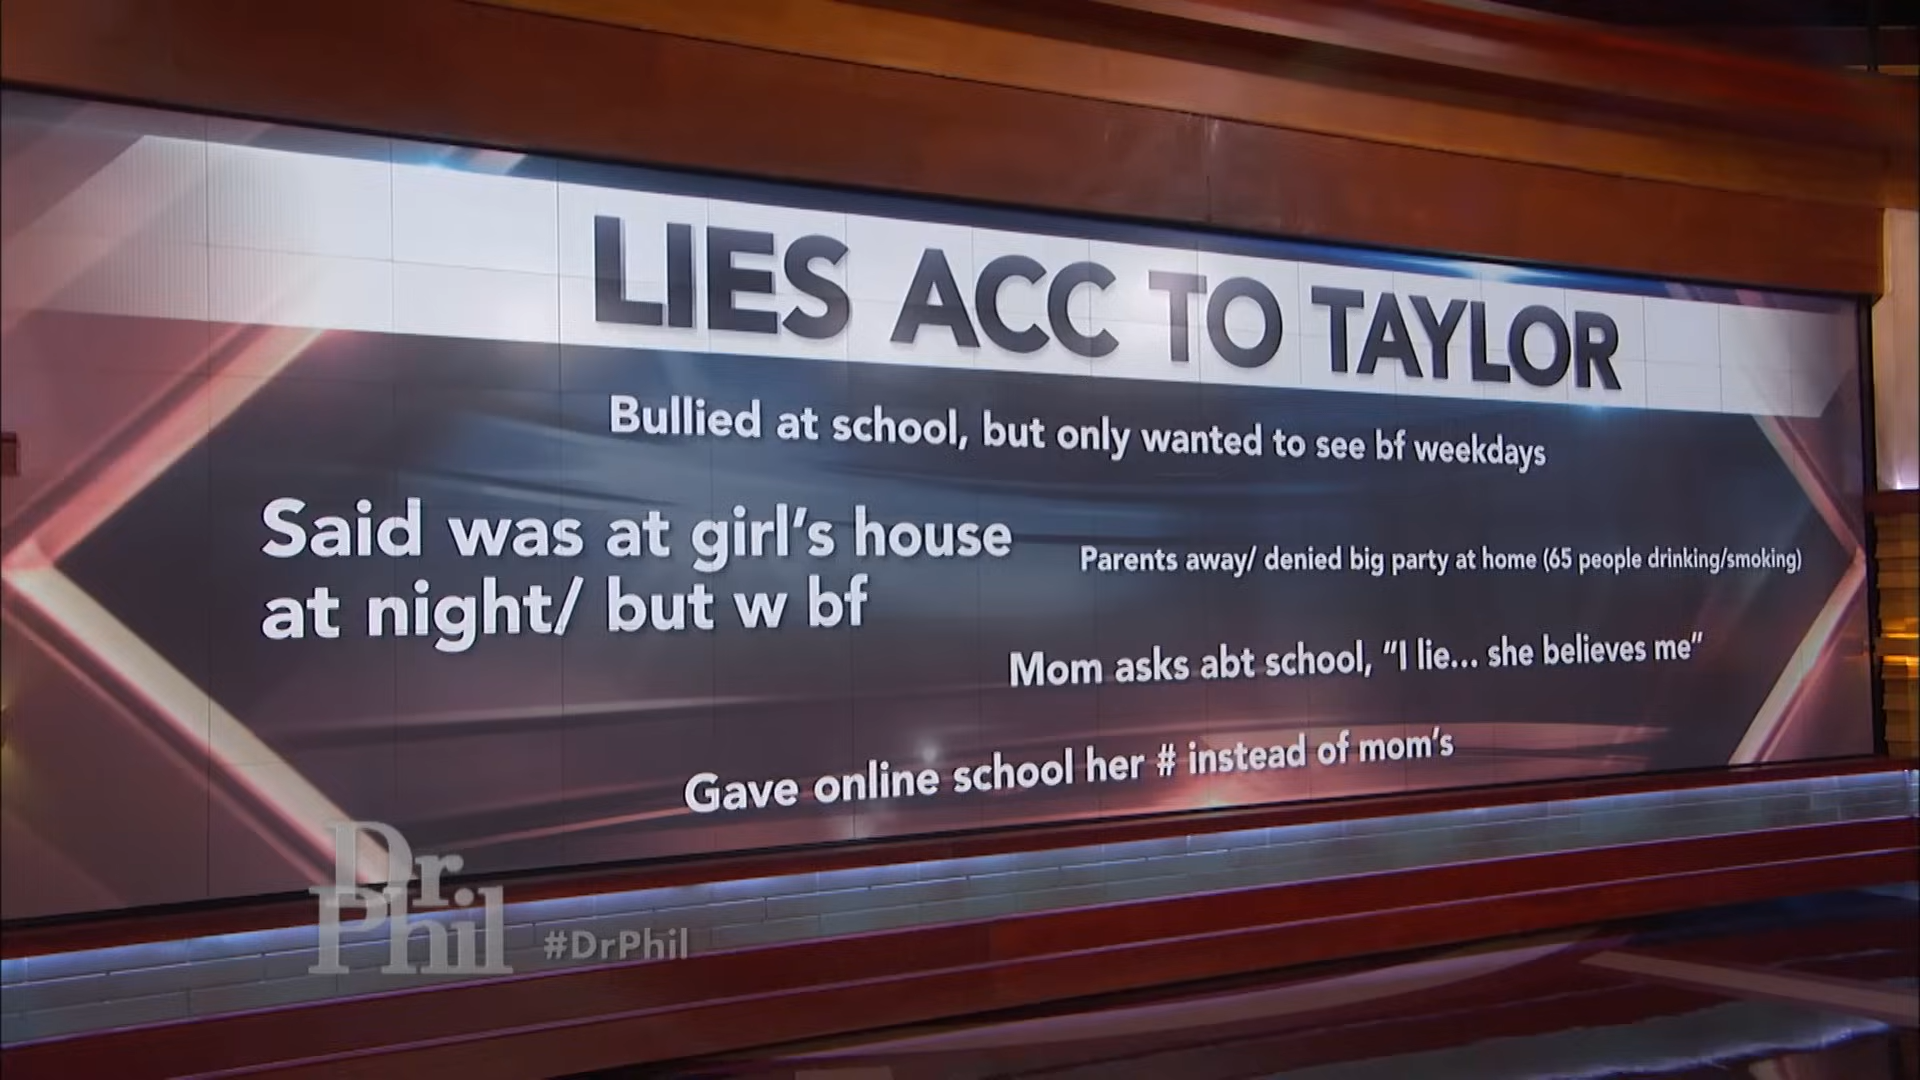 LIES ACC TO TAYLOR
Bullied at school, but only wanted to see bf weekdays
Said was at girl's house
at night/ but w bf
Parents away/ denied big party at home (65 people drinking/smoking)
Mom asks abt school, "I lie... she believes me"
Gave online school her # instead of mom's
Dr.
Phil
#DrPhil